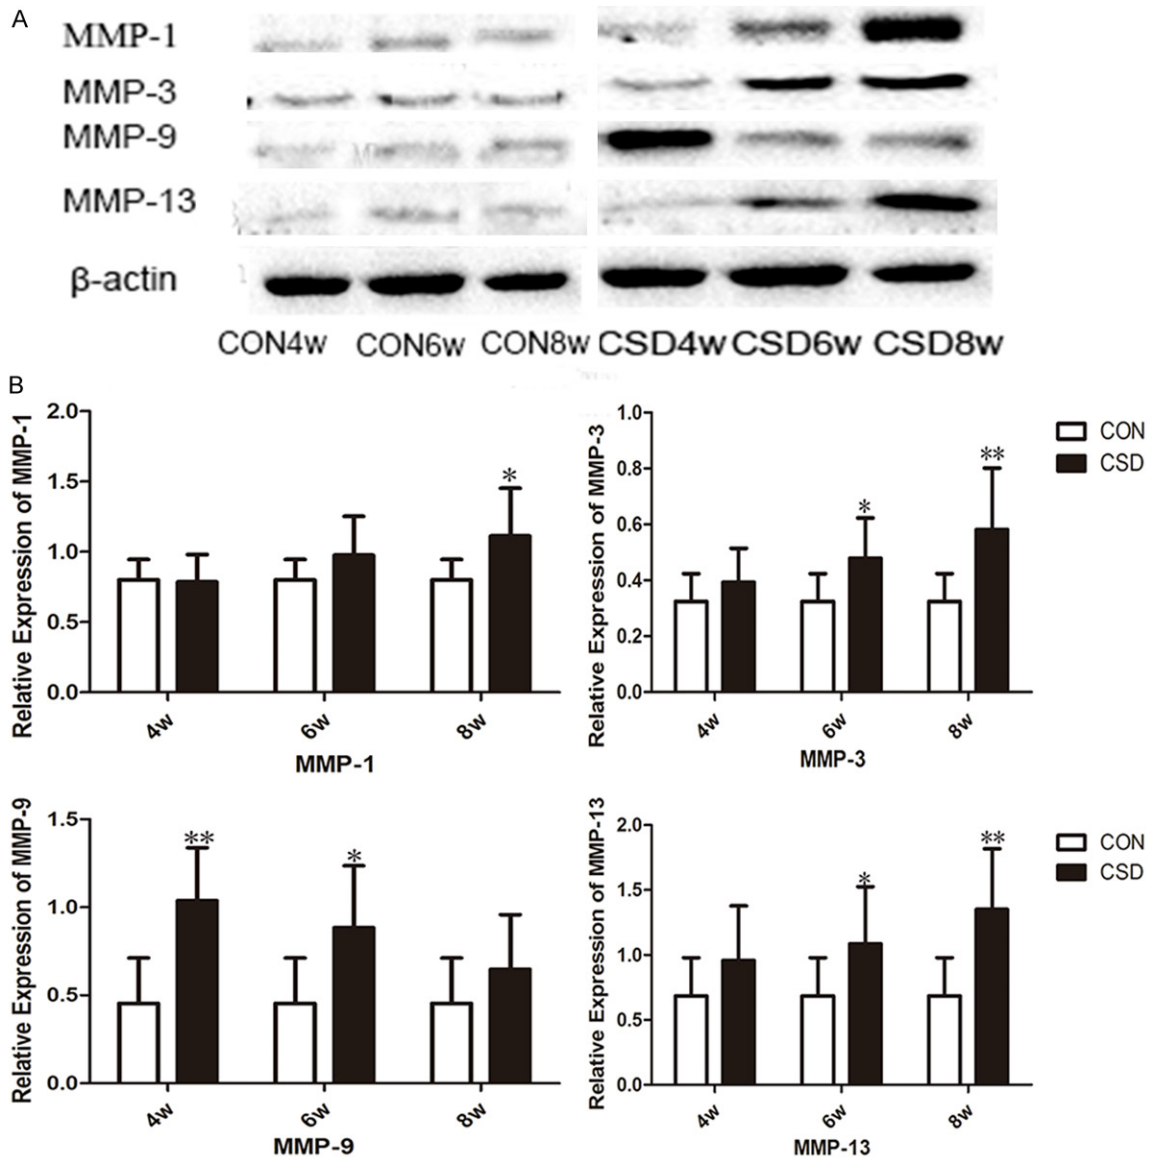 A
MMP-1
MMP-3
MMP-9
MMP-13
β-actin
CON4w CON6w CON8w CSD4w CSD6w CSD8w
B
Relative Expression of MMP-1
2.0
1.5
1.0
0.5
0.0
*
4w 6w 8w
MMP-1
Relative Expression of MMP-3
1.0
0.8
0.6
0.4
0.2
0.0
*
**
4w 6w 8w
MMP-3
CON
CSD
Relative Expression of MMP-9
1.5
1.0
0.5
0.0
**
*
4w 6w 8w
MMP-9
Relative Expression of MMP-13
2.0
1.5
1.0
0.5
0.0
*
**
4w 6w 8w
MMP-13
CON
CSD